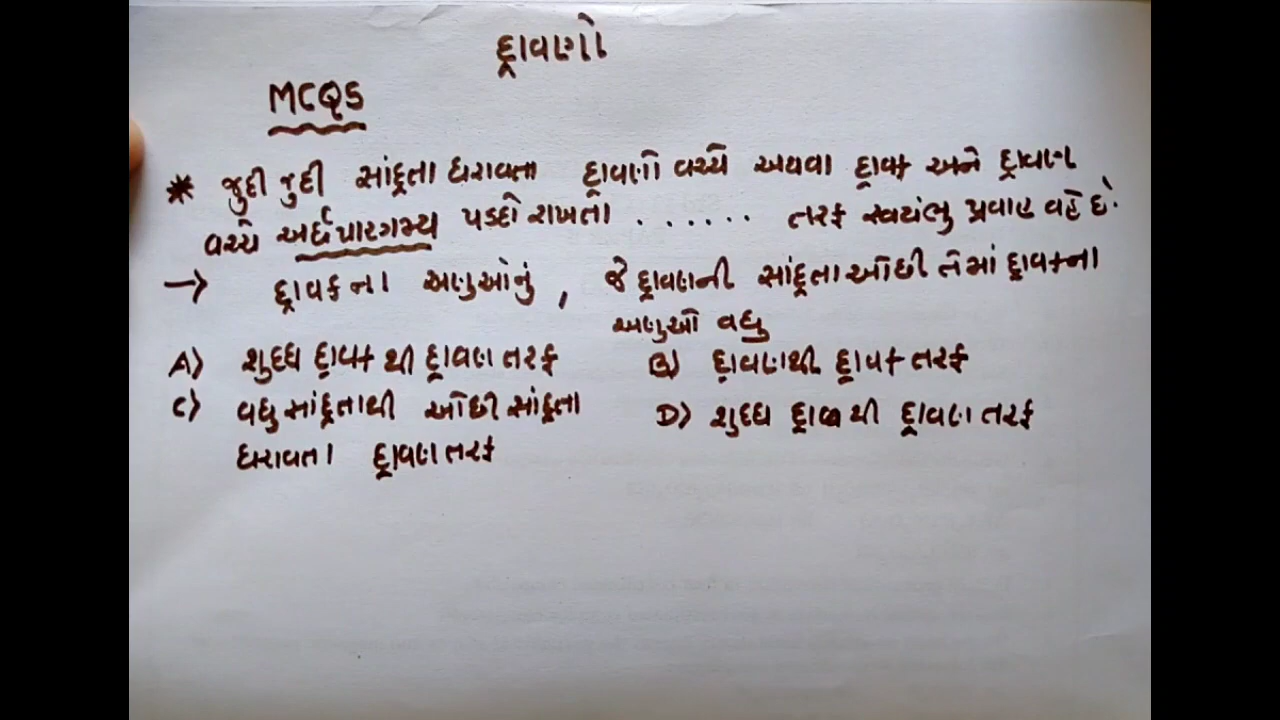 દ્રાવણો
MCQS
* જુદી જુદી સાંદ્રતા ધરાવતા દ્રાવણો વચ્ચે અથવા દ્રાવક અને દ્રાવણ
વચ્ચે અર્ધપારગમ્ય પડદો રાખતા ...... તરફ સ્વયંભુ પ્રવાહ વહે છે.
→ દ્રાવકના અણુઓનું , જે દ્રાવણની સાંદ્રતા ઓછી તેમાં દ્રાવકના
અણુઓ વધુ
A) શુધ્ધ દ્રાવક થી દ્રાવણ તરફ B) દ્રાવણથી દ્રાવક તરફ
C) વધુ સાંદ્રતાથી ઓછી સાંદ્રતા D) શુધ્ધ દ્રાવ્ય થી દ્રાવણ તરફ
ધરાવતા દ્રાવણ તરફ